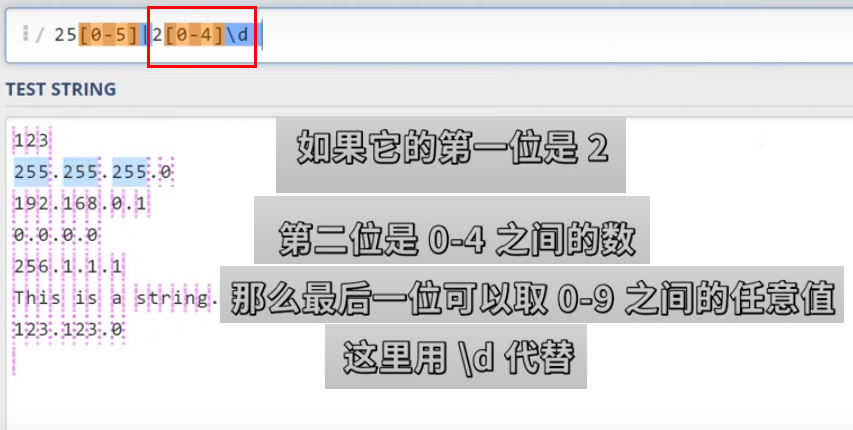 / 25[0-5]|2[0-4]\d
TEST STRING
123
如果它的第一位是 2
255.255.255.0
192.168.0.1
第二位是 0-4 之间的数
0.0.0.0
256.1.1.1
This is a string.
那么最后一位可以取 0-9 之间的任意值
123.123.0
这里用 \d 代替